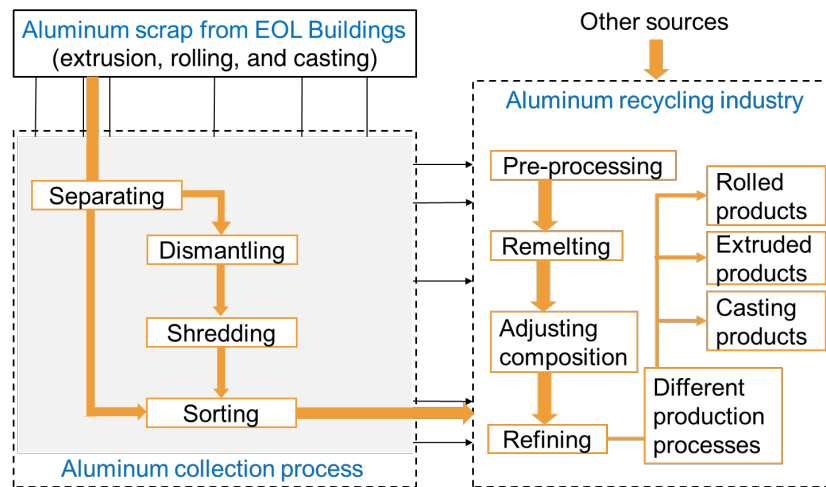 Aluminum scrap from EOL Buildings
(extrusion, rolling, and casting)
Separating
Dismantling
Shredding
Sorting
Aluminum collection process
Other sources
Aluminum recycling industry
Pre-processing
Remelting
Adjusting
composition
Refining
Rolled
products
Extruded
products
Casting
products
Different
production
processes